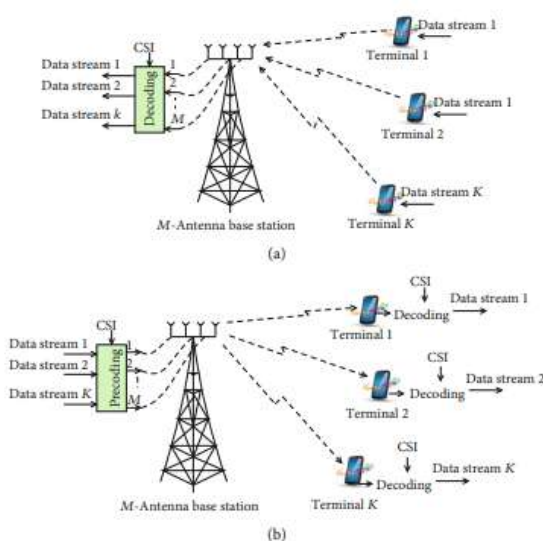 CSI
Data stream 1
Data stream 2
Data stream k
Decoding
1
2
M
M-Antenna base station
Data stream 1
Terminal 1
Data stream 1
Terminal 2
Data stream K
Terminal K
(a)
CSI
Data stream 1
Data stream 2
Data stream K
Precoding
1
2
M
M-Antenna base station
CSI
Data stream 1
Decoding
Terminal 1
CSI
Data stream 2
Decoding
Terminal 2
CSI
Data stream K
Decoding
Terminal K
(b)